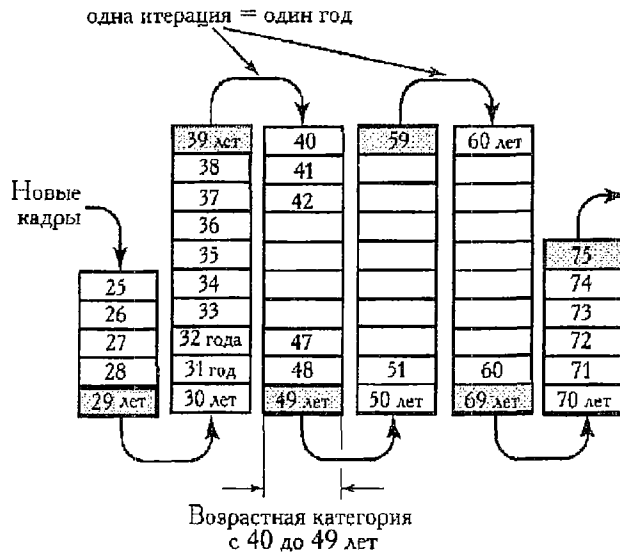 одна итерация = один год
Новые
кадры
25
26
27
28
29 лет
39 лет
38
37
36
35
34
33
32 года
31 год
30 лет
40
41
42
47
48
49 лет
59
51
50 лет
60 лет
60
69 лет
75
74
73
72
71
70 лет
Возрастная категория
с 40 до 49 лет